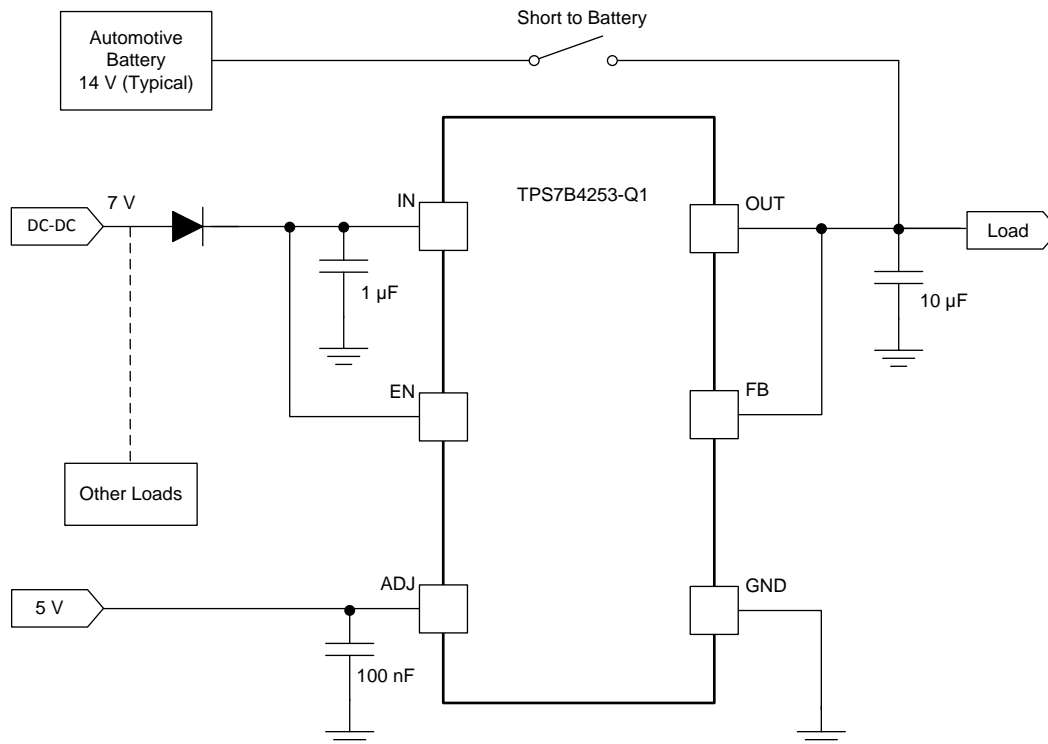 Short to Battery
Automotive
Battery
14 V (Typical)
TPS7B4253-Q1
7 V
IN
OUT
DC-DC
Load
1 µF
10 µF
EN
FB
Other Loads
ADJ
GND
5 V
100 nF